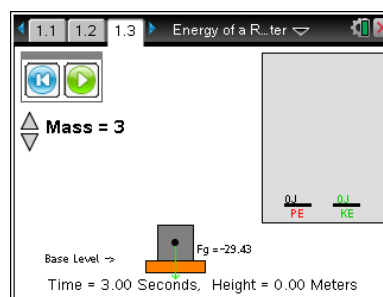 1.1 1.2 1.3 Energy of a R...ter
Mass = 3
0J 0J
PE KE
Fg =-29.43
Base Level ->
Time = 3.00 Seconds, Height = 0.00 Meters